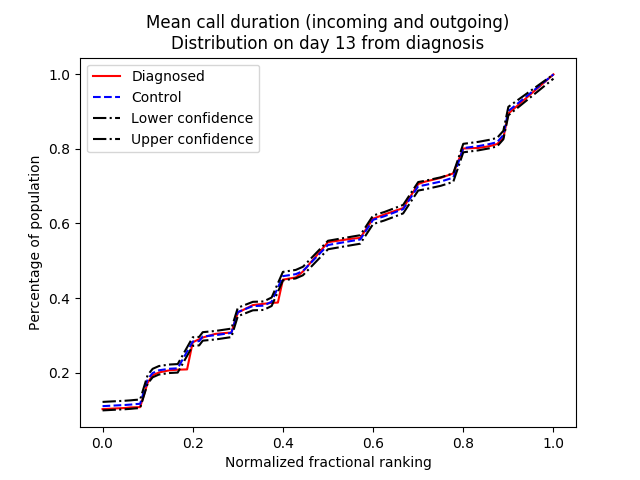 Mean call duration (incoming and outgoing)
Distribution on day 13 from diagnosis
Diagnosed
Control
Lower confidence
Upper confidence
Percentage of population
1.0
0.8
0.6
0.4
0.2
0.0 0.2 0.4 0.6 0.8 1.0
Normalized fractional ranking